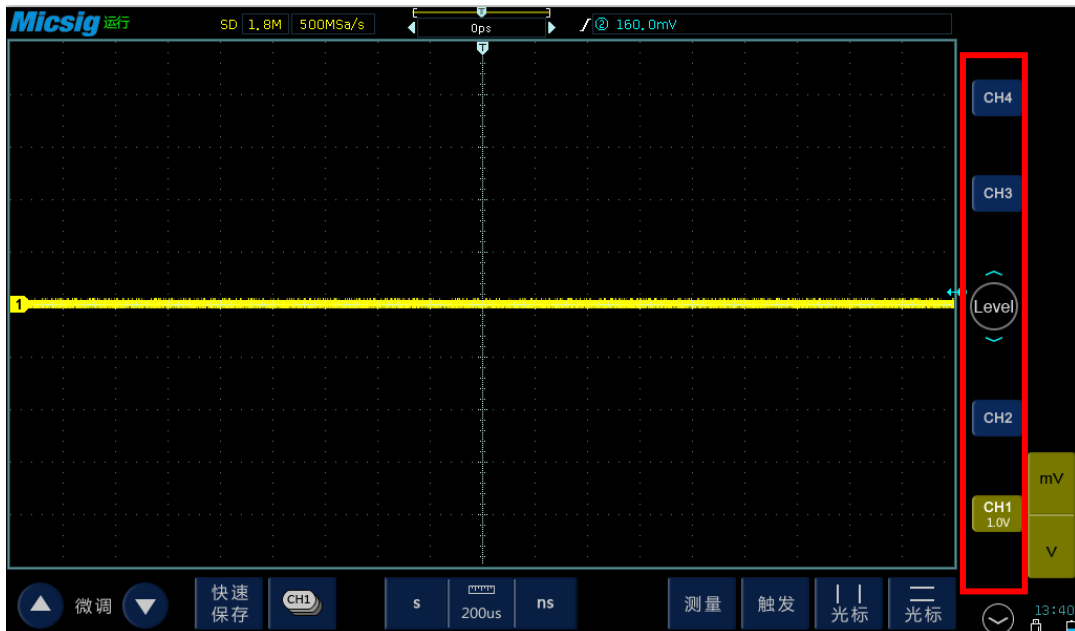 Micsig 运行 SD 1.8M 500MSa/s 0ps ② 160.0mV
T
T
CH4
CH3
1
Level
CH2
CH1
1.0V
mV
V
微调
快速
保存
CH1
s
200us
ns
测量
触发
光标
光标
13:40